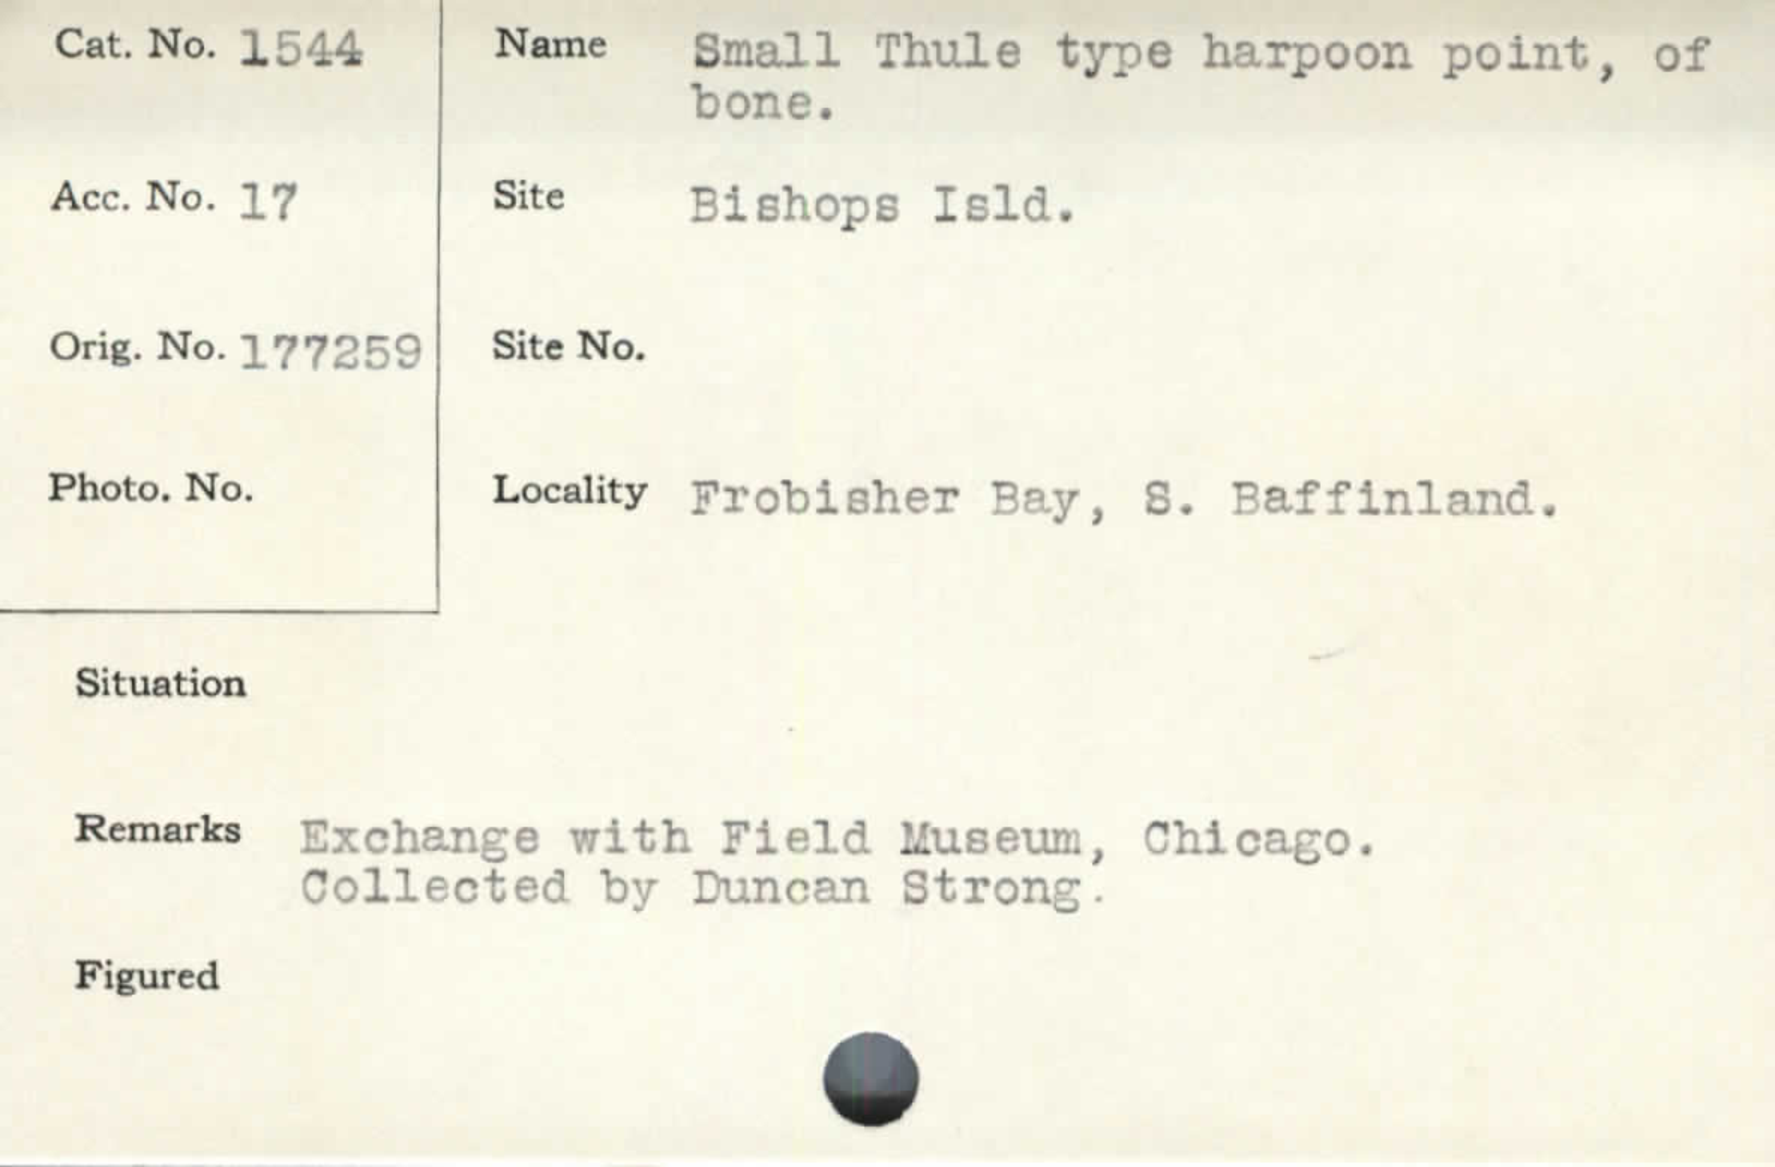 Cat. No. 1544
Name Small Thule type harpoon point, of
bone.
Acc. No. 17
Site Bishops Isld.
Orig. No. 177259
Site No.
Photo. No.
Locality Frobisher Bay, S. Baffinland.
Situation
Remarks Exchange with Field Museum, Chicago.
Collected by Duncan Strong.
Figured